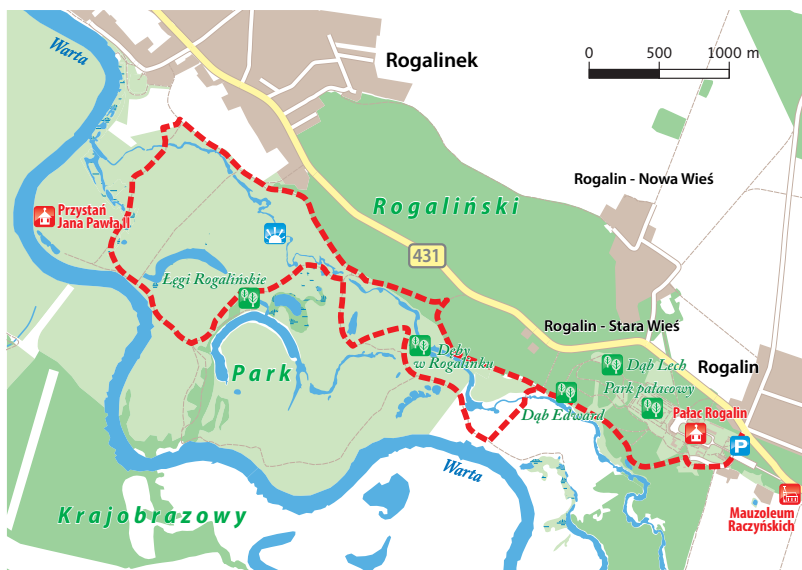 Warta
Rogalinek
0 500 1000 m
Rogalin - Nowa Wieś
Przystań
Jana Pawła II
Rogaliński
431
Łęgi Rogalińskie
Rogalin - Stara Wieś
Dęby
w Rogalinku
Dąb Lech
Rogalin
Park
Park pałacowy
Dąb Edward
Pałac Rogalin
P
Warta
Krajobrazowy
Mauzoleum
Raczyńskich